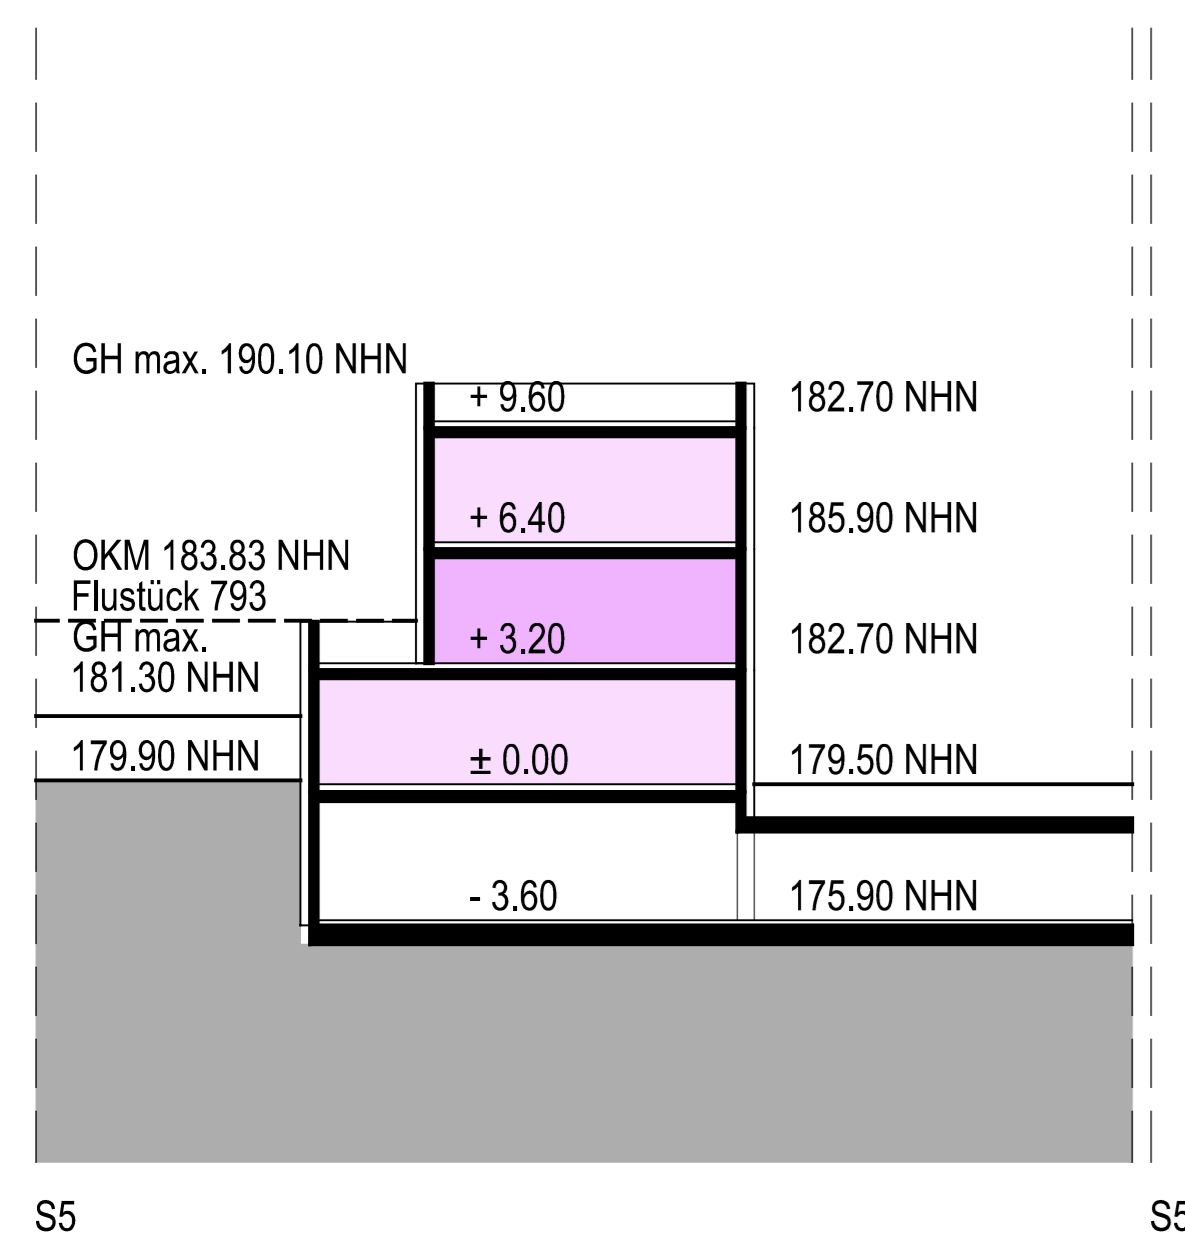 GH max. 190.10 NHN
+ 9.60
182.70 NHN
+ 6.40
185.90 NHN
OKM 183.83 NHN
Flustück 793
GH max.
181.30 NHN
+ 3.20
182.70 NHN
179.90 NHN
± 0.00
179.50 NHN
- 3.60
175.90 NHN
S5
S5